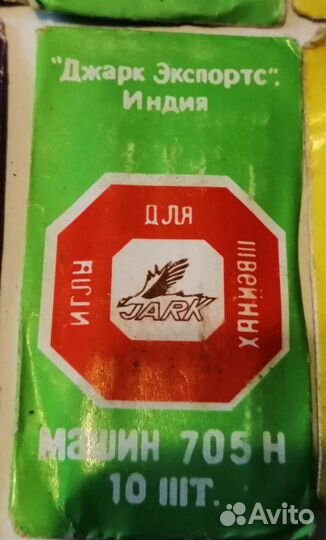 "Джарк Экспортс".
Индия
ИГЛЫ
ДЛЯ
ШВЕЙНЫХ
JARK
машин 705 H
10 шт.
Avito